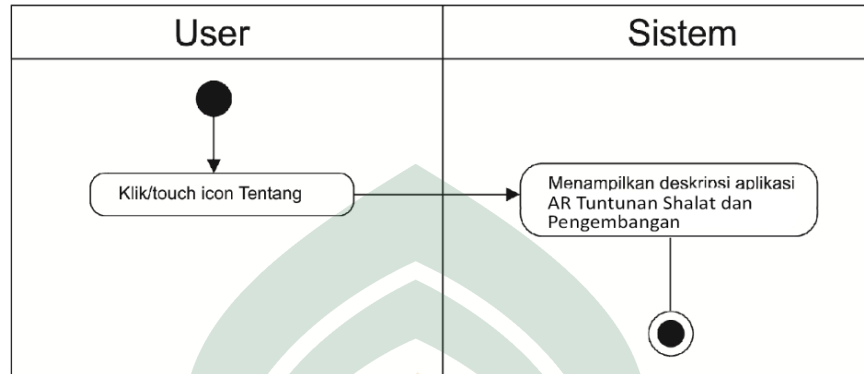 User
Sistem
Klik/touch icon Tentang
Menampilkan deskripsi aplikasi
AR Tuntunan Shalat dan
Pengembangan